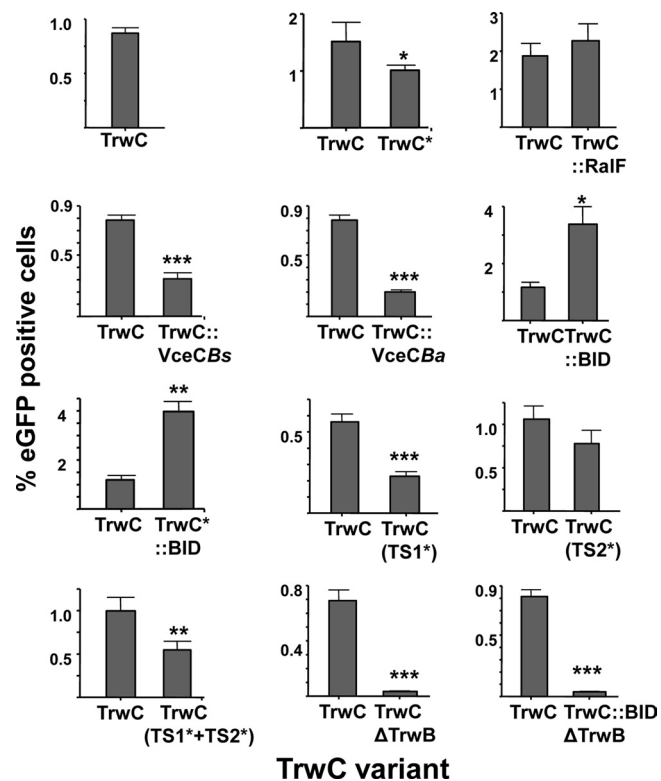 % eGFP positive cells
1.0
0.5
TrwC
2
1
*
TrwC TrwC*
3
2
1
TrwC TrwC
::RalF
0.9
0.5
***
TrwC TrwC::
VceCBs
0.9
0.5
***
TrwC TrwC::
VceCBa
4
2
*
TrwC TrwC
::BID
4
2
**
TrwC TrwC*
::BID
0.5
***
TrwC TrwC
(TS1*)
1.0
0.5
TrwC TrwC
(TS2*)
1.0
0.5
**
TrwC TrwC
(TS1*+TS2*)
0.8
0.4
***
TrwC TrwC
ΔTrwB
0.9
0.5
***
TrwC TrwC::BID
ΔTrwB
TrwC variant